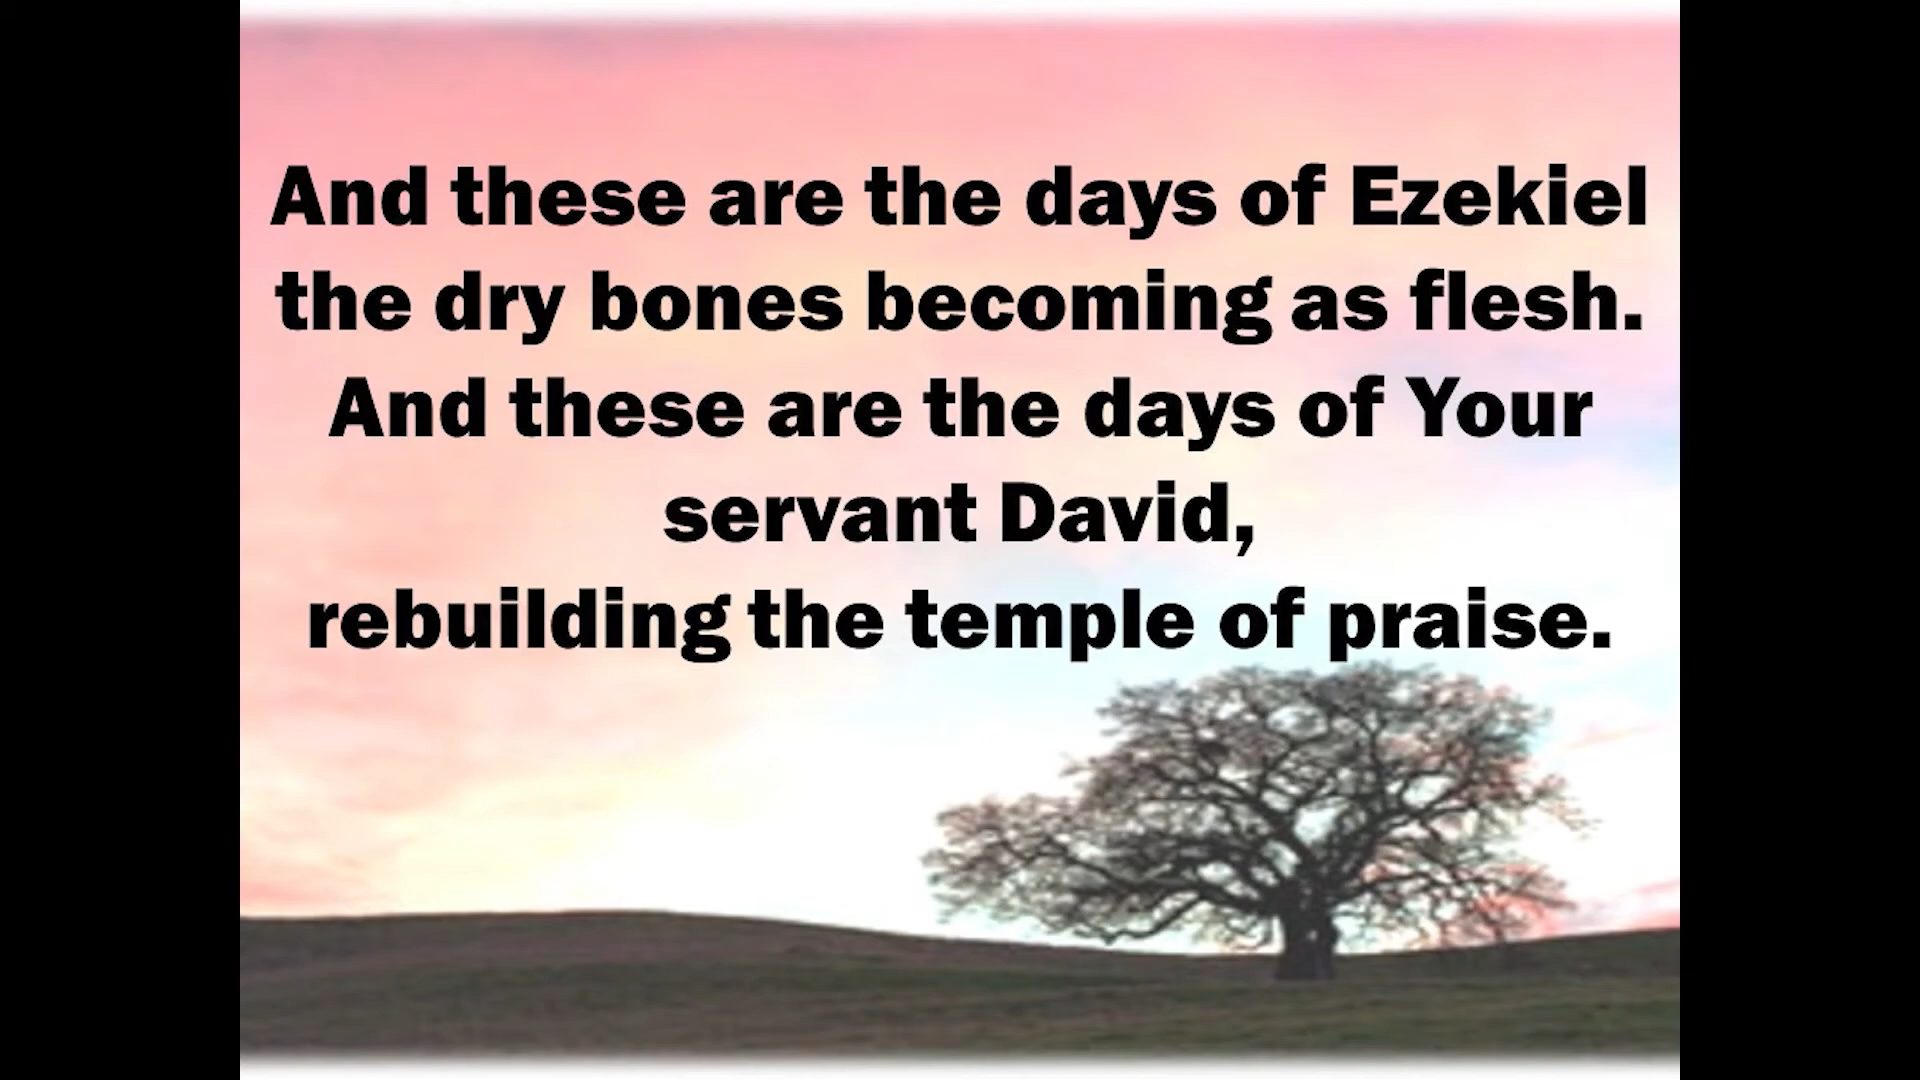 And these are the days of Ezekiel
the dry bones becoming as flesh.
And these are the days of Your
servant David,
rebuilding the temple of praise.